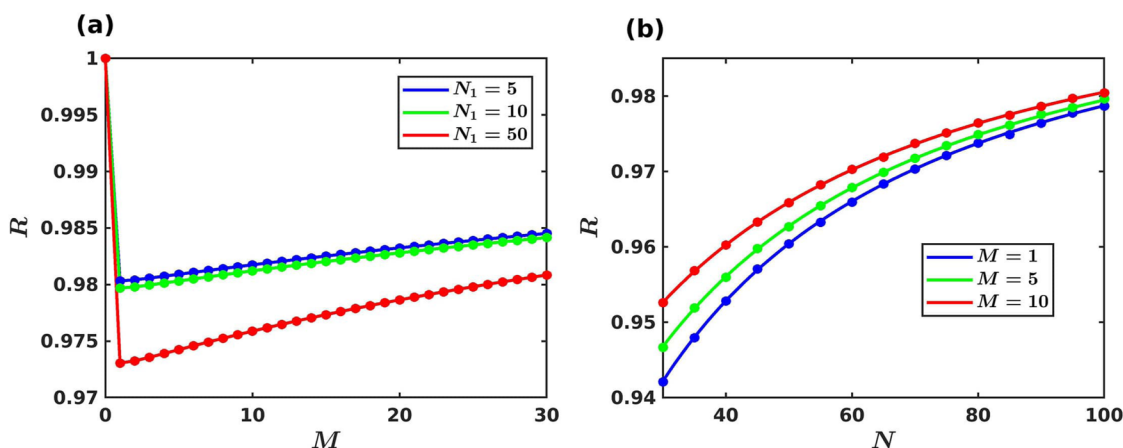 (a)
R
1
0.995
0.99
0.985
0.98
0.975
0.97
0 10 20 30
M
N₁ = 5
N₁ = 10
N₁ = 50
(b)
R
0.98
0.97
0.96
0.95
0.94
40 60 80 100
N
M = 1
M = 5
M = 10